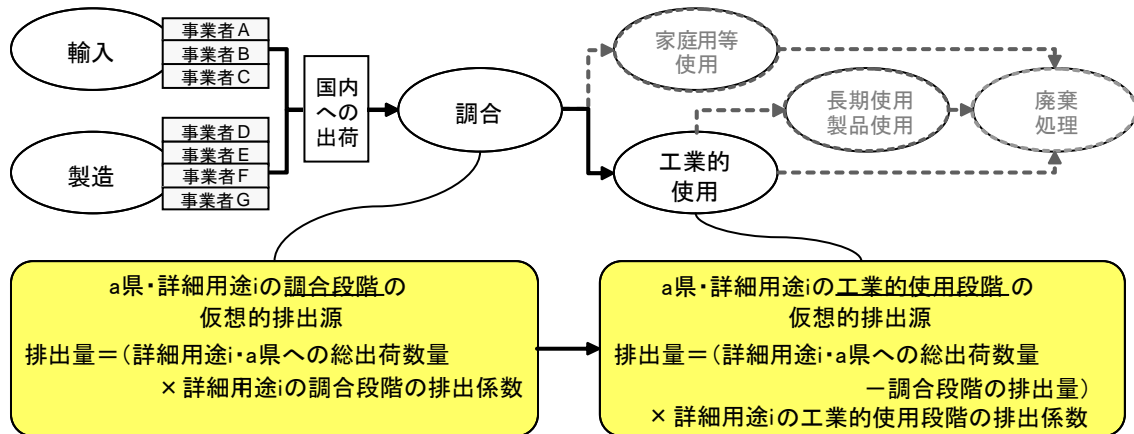 輸入
事業者A
事業者B
事業者C
製造
事業者D
事業者E
事業者F
事業者G
国内
への
出荷
調合
家庭用等
使用
工業的
使用
長期使用
製品使用
廃棄
処理
a県・詳細用途iの調合段階の
仮想的排出源
排出量＝(詳細用途i・a県への総出荷数量
×詳細用途iの調合段階の排出係数
a県・詳細用途iの工業的使用段階の
仮想的排出源
排出量＝(詳細用途i・a県への総出荷数量
－調合段階の排出量)
×詳細用途iの工業的使用段階の排出係数